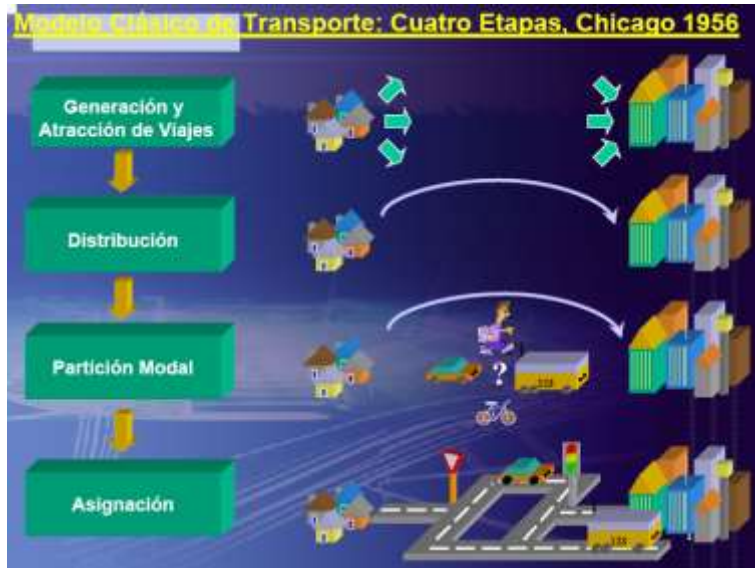 Modelo Clásico de Transporte: Cuatro Etapas, Chicago 1956
Generación y
Atracción de Viajes
Distribución
Partición Modal
?
Asignación